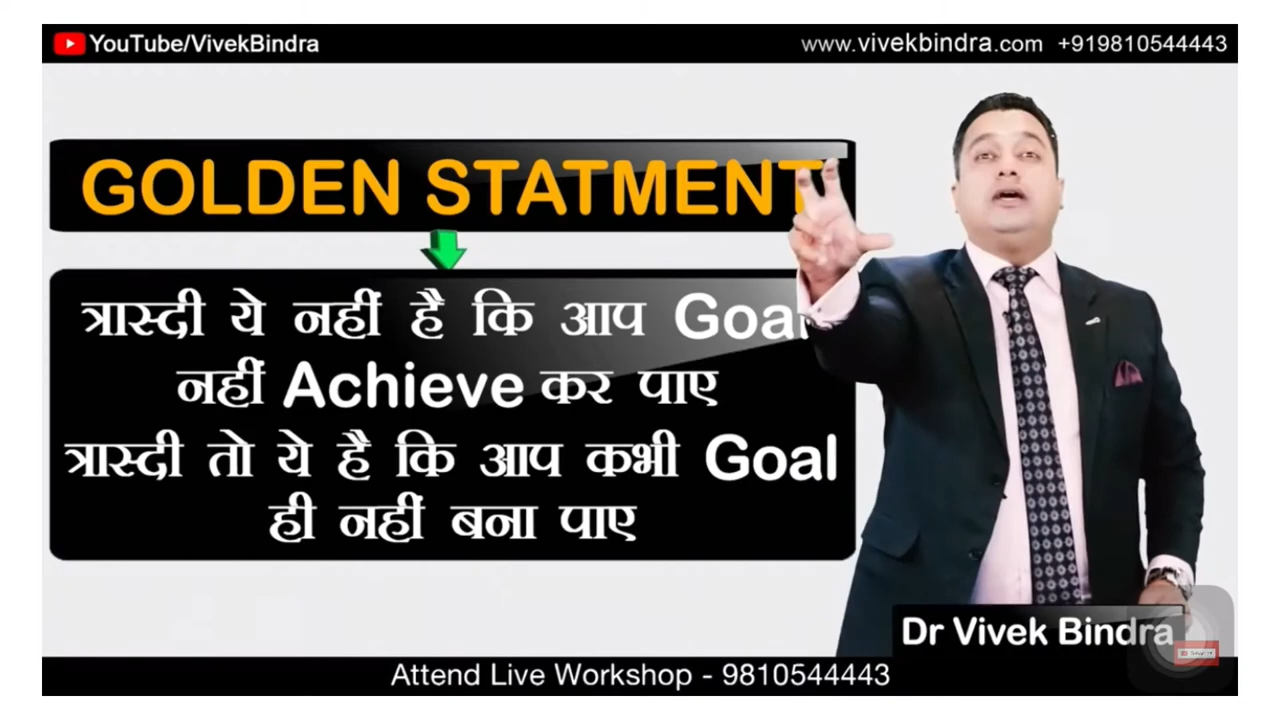 YouTube/VivekBindra
www.vivekbindra.com +919810544443
GOLDEN STATMENT
त्रास्दी ये नहीं है कि आप Goal
नहीं Achieve कर पाए
त्रास्दी तो ये है कि आप कभी Goal
ही नहीं बना पाए
Dr Vivek Bindra
Attend Live Workshop - 9810544443